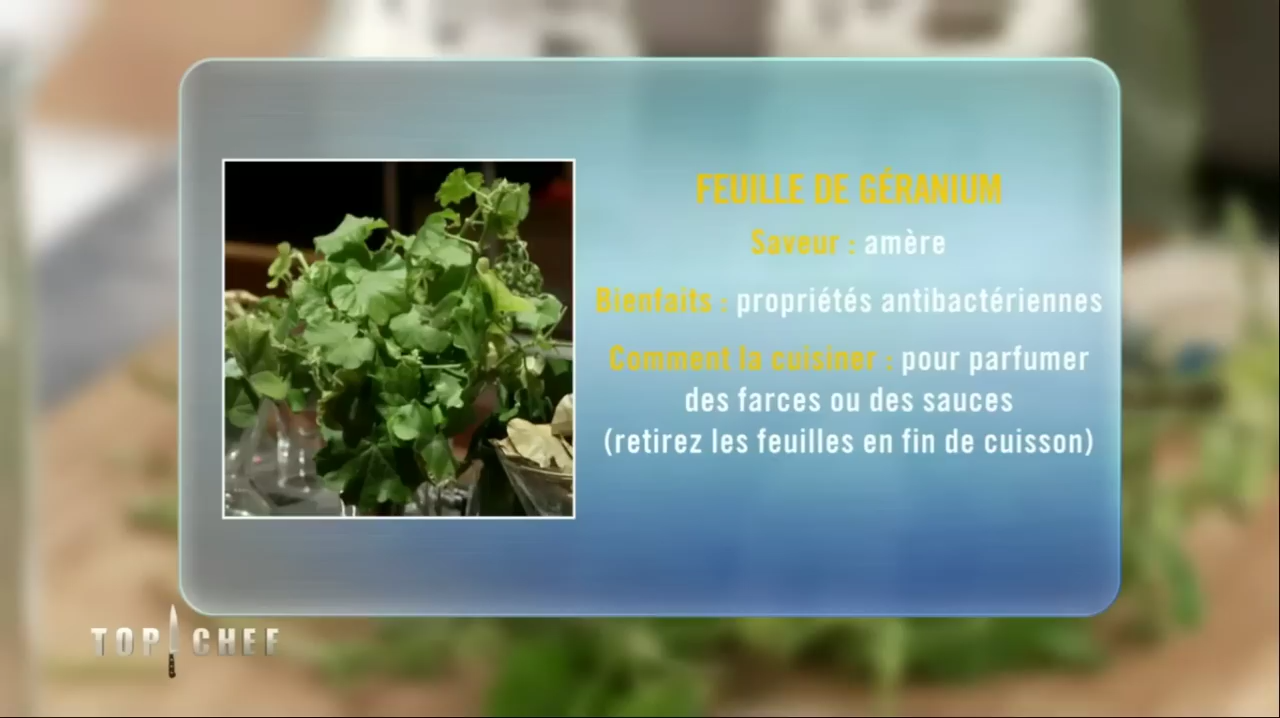 FEUILLE DE GÉRANIUM
Saveur : amère
Bienfaits : propriétés antibactériennes
Comment la cuisiner : pour parfumer
des farces ou des sauces
(retirez les feuilles en fin de cuisson)
TOP CHEF